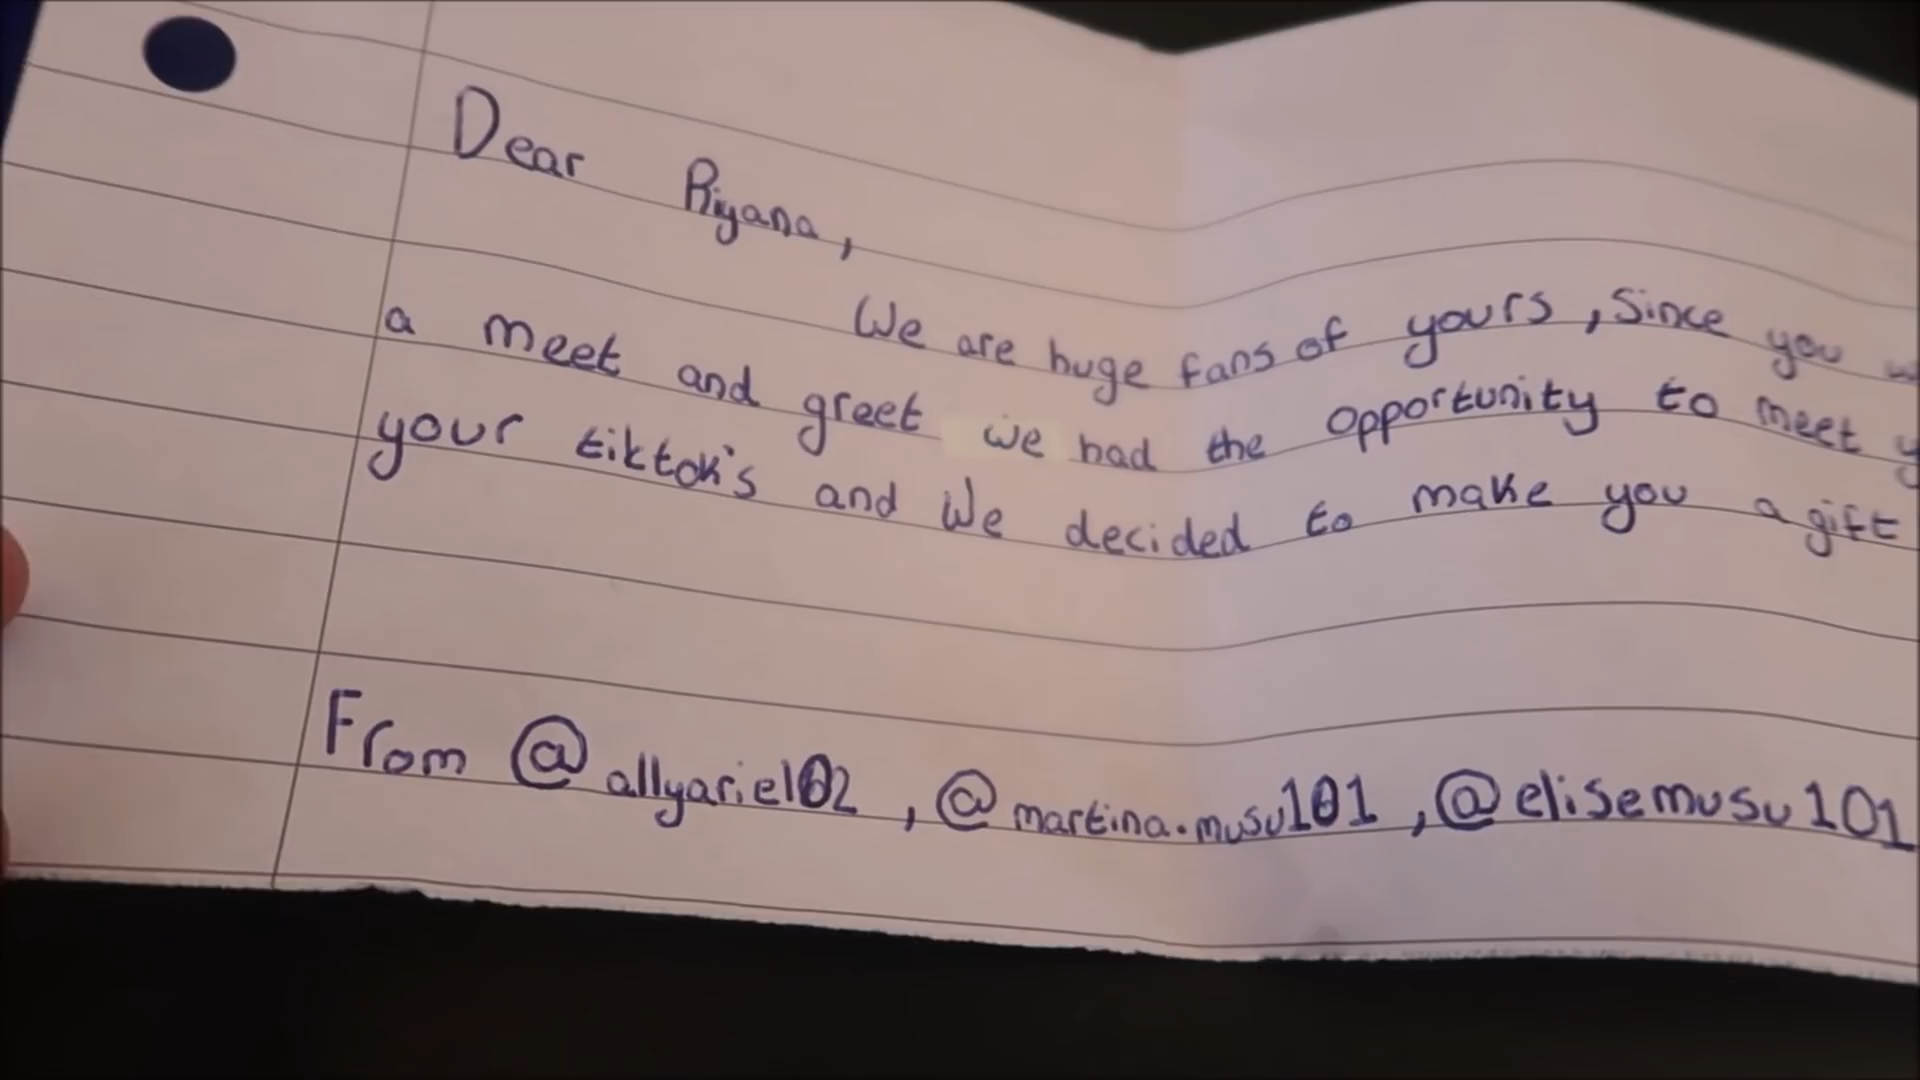 Dear Riyana,
We are huge fans of yours, Since you
a meet and greet we had the opportunity to meet
your tiktok's and We decided to make you a gift
From @allyariel02, @martina.musu101, @elisemusu101